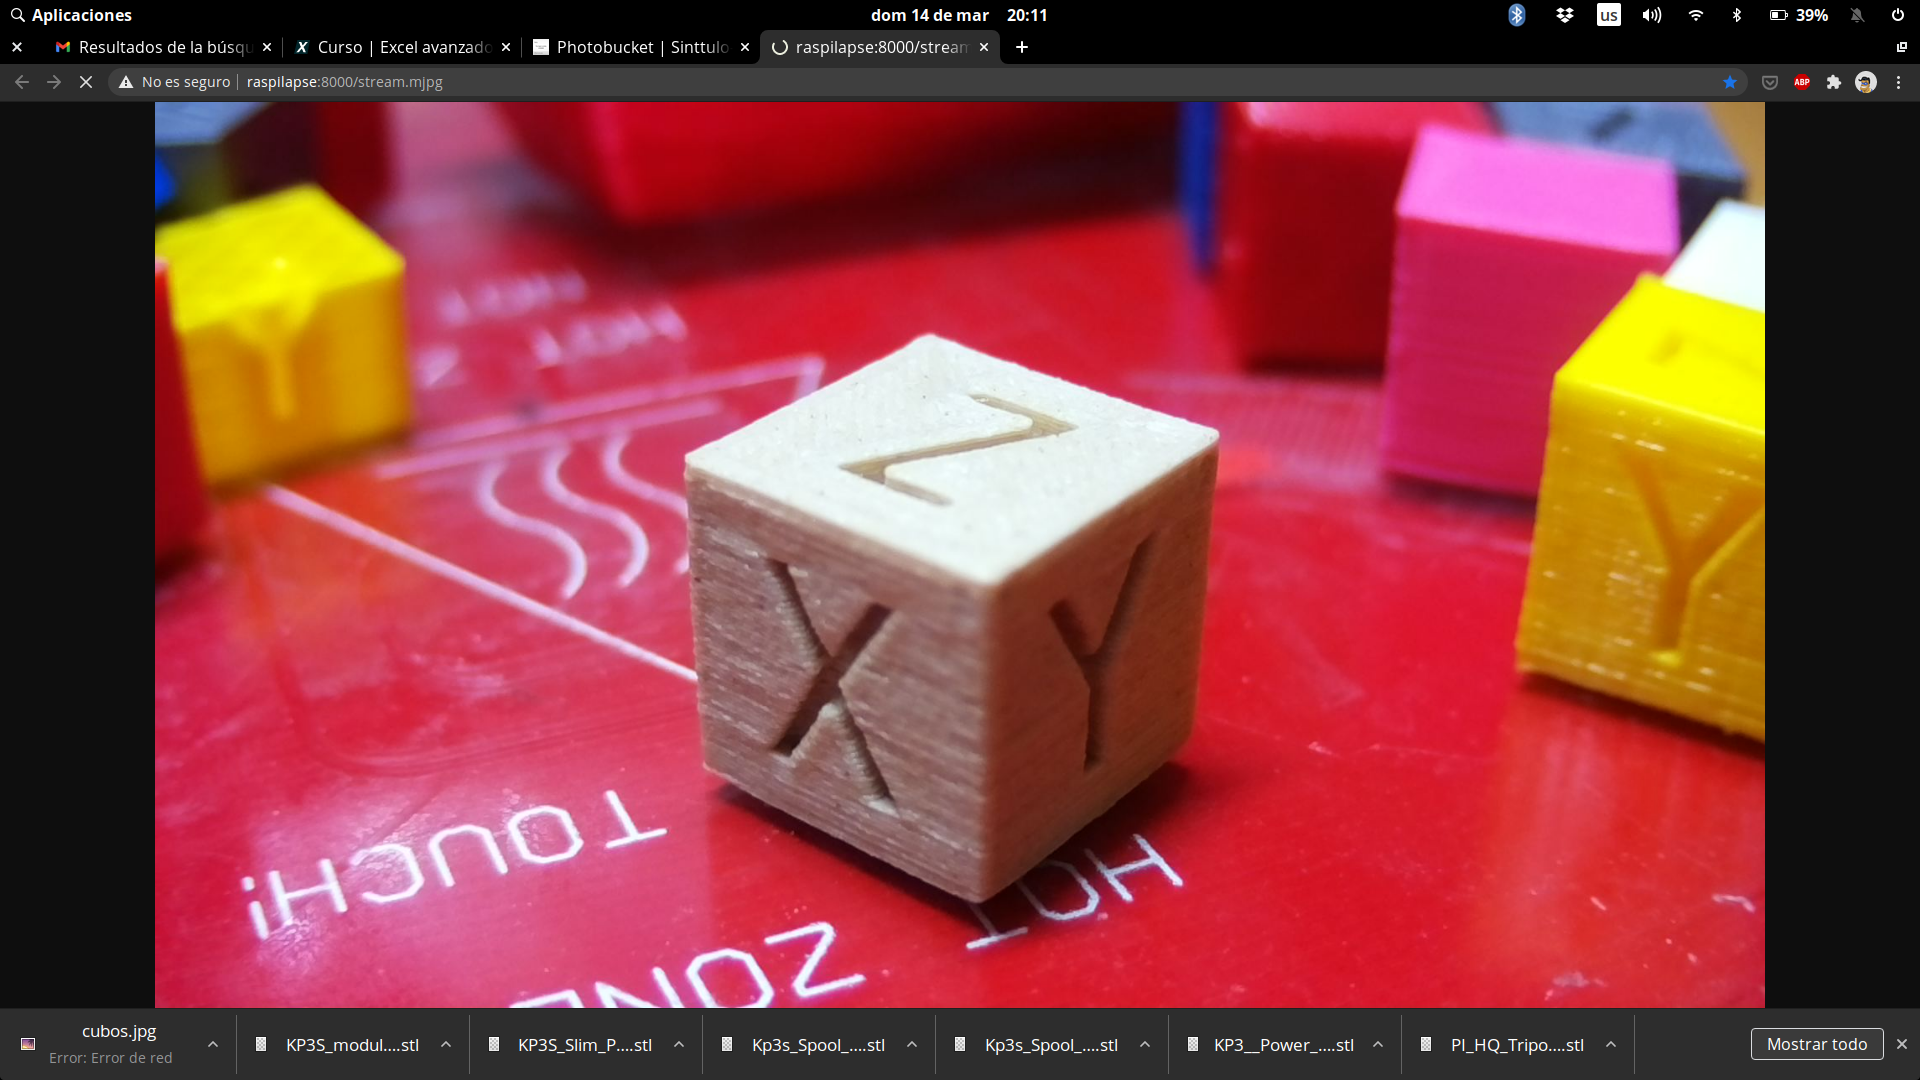 Aplicaciones
dom 14 de mar 20:11
us
39%
Resultados de la búsqu
X Curso | Excel avanzado
Photobucket | Sinttulo
raspilapse:8000/stream
No es seguro
raspilapse:8000/stream.mjpg
ABP
Y
Z
X
Y
Y
HOT
TOUCH!
ZONE
cubos.jpg
Error: Error de red
KP3S_modul....stl
KP3S_Slim_P....stl
Kp3s_Spool_....stl
Kp3s_Spool_....stl
KP3__Power_....stl
PI_HQ_Tripo....stl
Mostrar todo